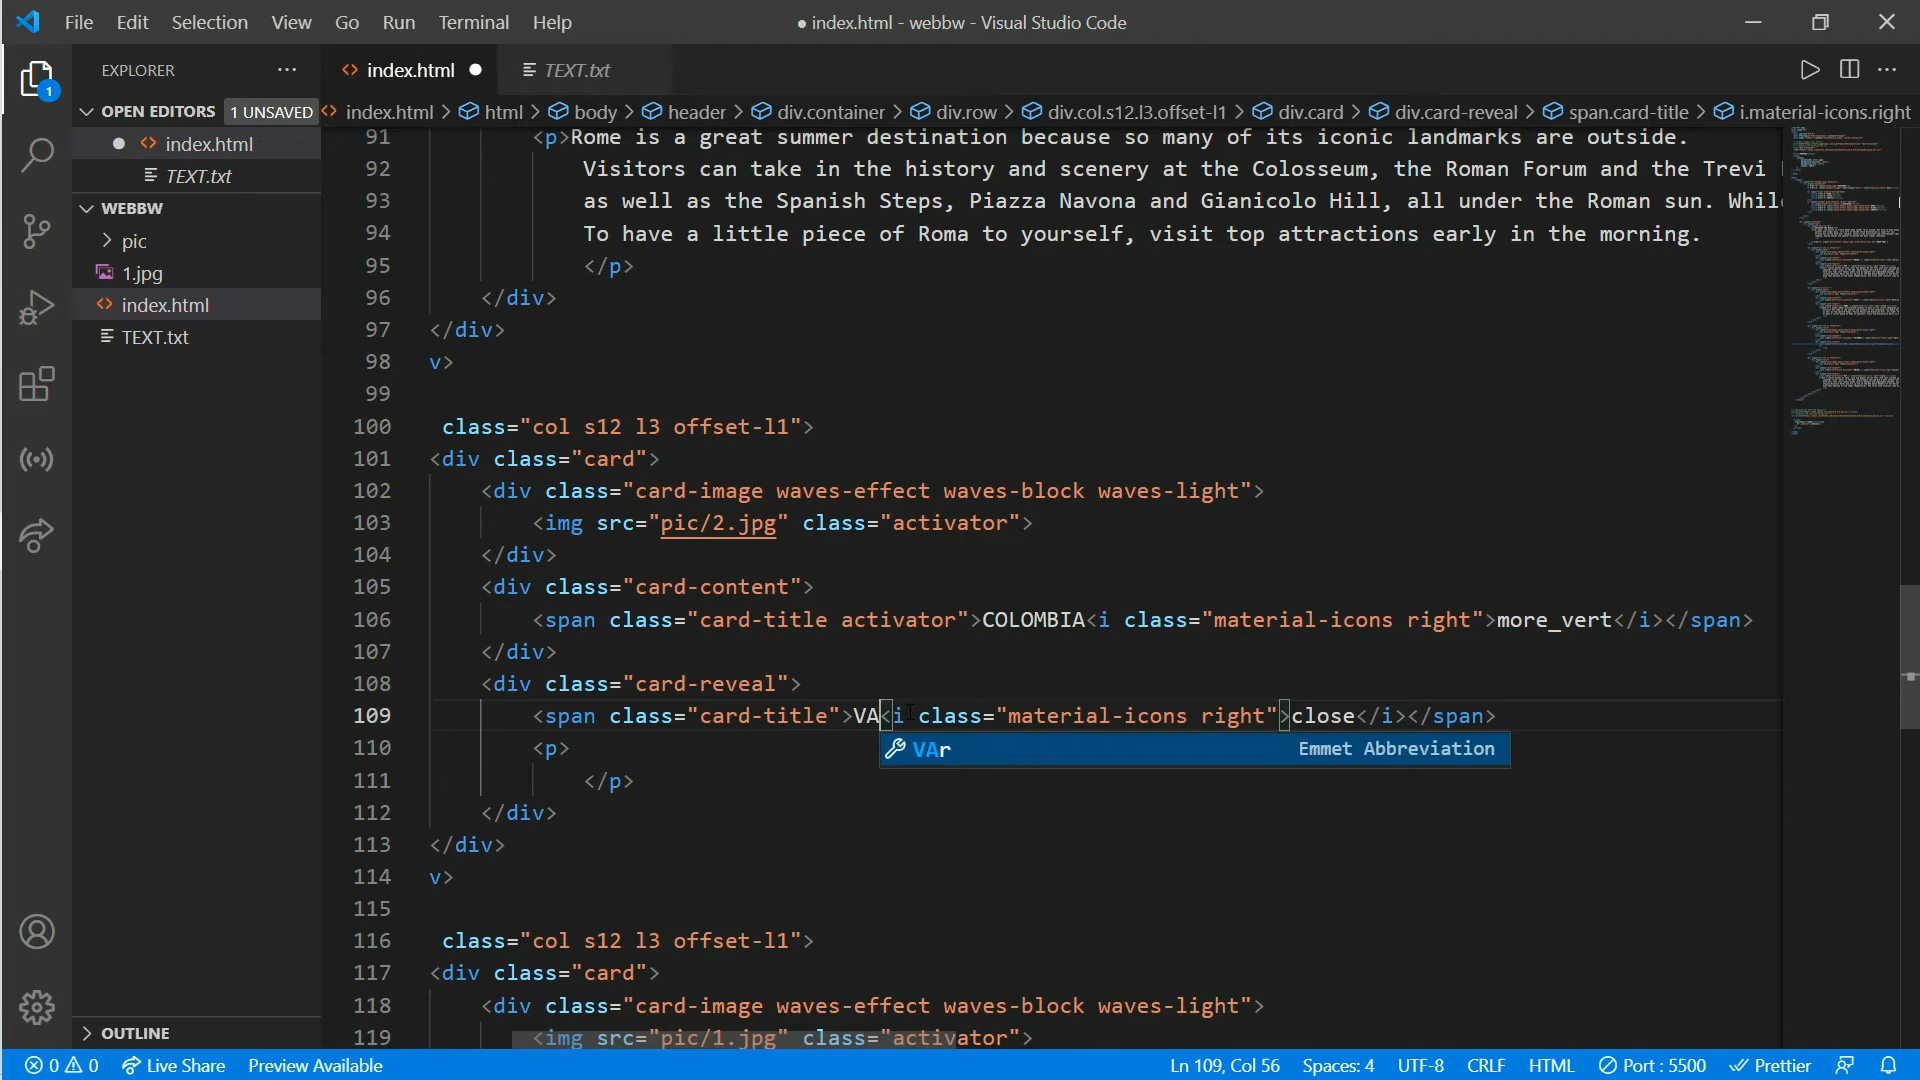 File Edit Selection View Go Run Terminal Help
● index.html - webbw - Visual Studio Code
EXPLORER
index.html
TEXT.txt
OPEN EDITORS 1 UNSAVED
index.html > html > body > header > div.container > div.row > div.col.s12.l3.offset-l1 > div.card > div.card-reveal > span.card-title > i.material-icons.right
1
index.html
TEXT.txt
WEBBW
pic
1.jpg
index.html
TEXT.txt
91 <p>Rome is a great summer destination because so many of its iconic landmarks are outside.
92 Visitors can take in the history and scenery at the Colosseum, the Roman Forum and the Trevi
93 as well as the Spanish Steps, Piazza Navona and Gianicolo Hill, all under the Roman sun. Whil
94 To have a little piece of Roma to yourself, visit top attractions early in the morning.
95 </p>
96 </div>
97 </div>
98 v>
99
100 class="col s12 l3 offset-l1">
101 <div class="card">
102 <div class="card-image waves-effect waves-block waves-light">
103 <img src="pic/2.jpg" class="activator">
104 </div>
105 <div class="card-content">
106 <span class="card-title activator">COLOMBIA<i class="material-icons right">more_vert</i></span>
107 </div>
108 <div class="card-reveal">
109 <span class="card-title">VA<i class="material-icons right">close</i></span>
110 <p>
VAr Emmet Abbreviation
111 </p>
112 </div>
113 </div>
114 v>
115
116 class="col s12 l3 offset-l1">
117 <div class="card">
118 <div class="card-image waves-effect waves-block waves-light">
119 <img src="pic/1.jpg" class="activator">
OUTLINE
0 0 Live Share Preview Available
Ln 109, Col 56 Spaces: 4 UTF-8 CRLF HTML Port : 5500 Prettier